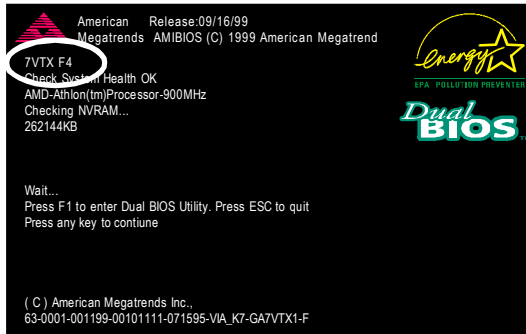 American Release:09/16/99
Megatrends AMIBIOS (C) 1999 American Megatrend
energy
EPA POLLUTION PREVENTER
7VTX F4
Check System Health OK
AMD-Athlon(tm)Processor-900MHz
Checking NVRAM...
262144KB
Dual
BIOS TM
Wait...
Press F1 to enter Dual BIOS Utility. Press ESC to quit
Press any key to contiune
( C ) American Megatrends Inc.,
63-0001-001199-00101111-071595-VIA_K7-GA7VTX1-F